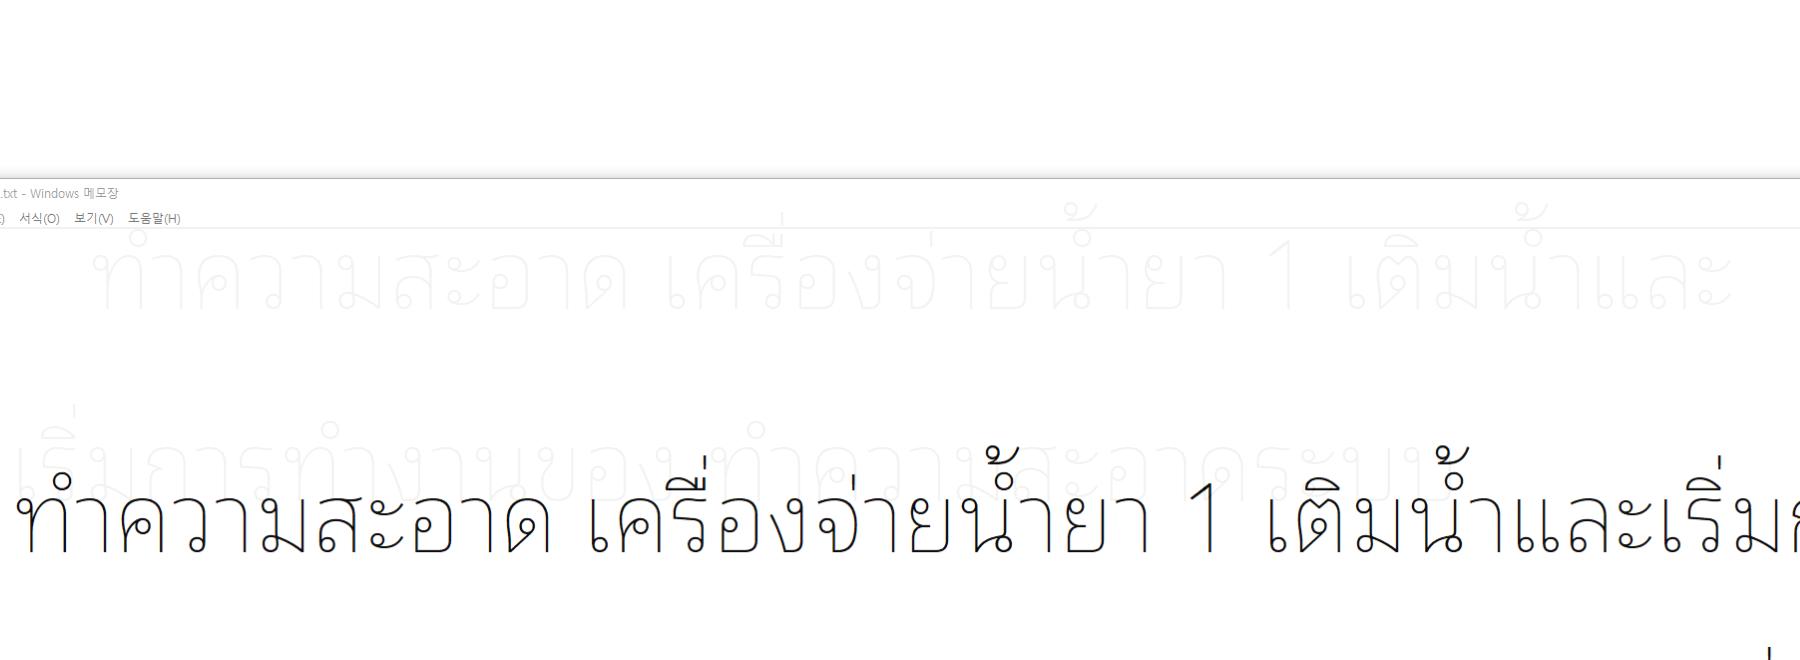 .txt - Windows 메모장
서식(O) 보기(V) 도움말(H)
ทำความสะอาด เครื่องจ่ายน้ำยา 1 เติมน้ำและ
เริ่มการทำงานของ ทำความสะอาดระบบ
ทำความสะอาด เครื่องจ่ายน้ำยา 1 เติมน้ำและเริ่ม